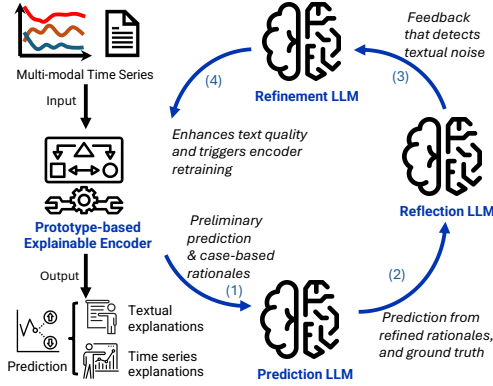 Multi-modal Time Series
Input
Prototype-based
Explainable Encoder
Output
Prediction
Textual
explanations
Time series
explanations
Preliminary
prediction
& case-based
rationales
(1)
Prediction LLM
(2)
Prediction from
refined rationales,
and ground truth
Reflection LLM
(3)
Feedback
that detects
textual noise
Refinement LLM
(4)
Enhances text quality
and triggers encoder
retraining